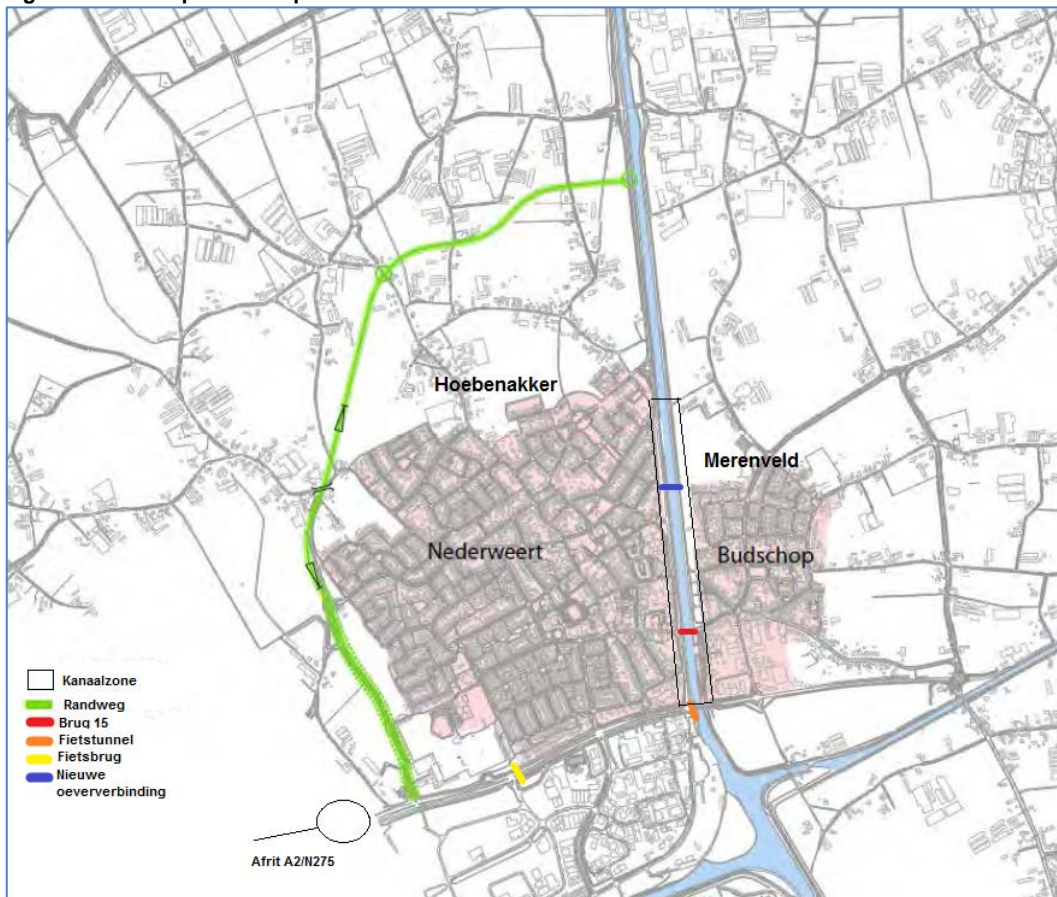 Hoebenakker
Merenveld
Nederweert
Budschop
Kanaalzone
Randweg
Brug 15
Fietstunnel
Fietsbrug
Nieuwe
oeververbinding
Afrit A2/N275